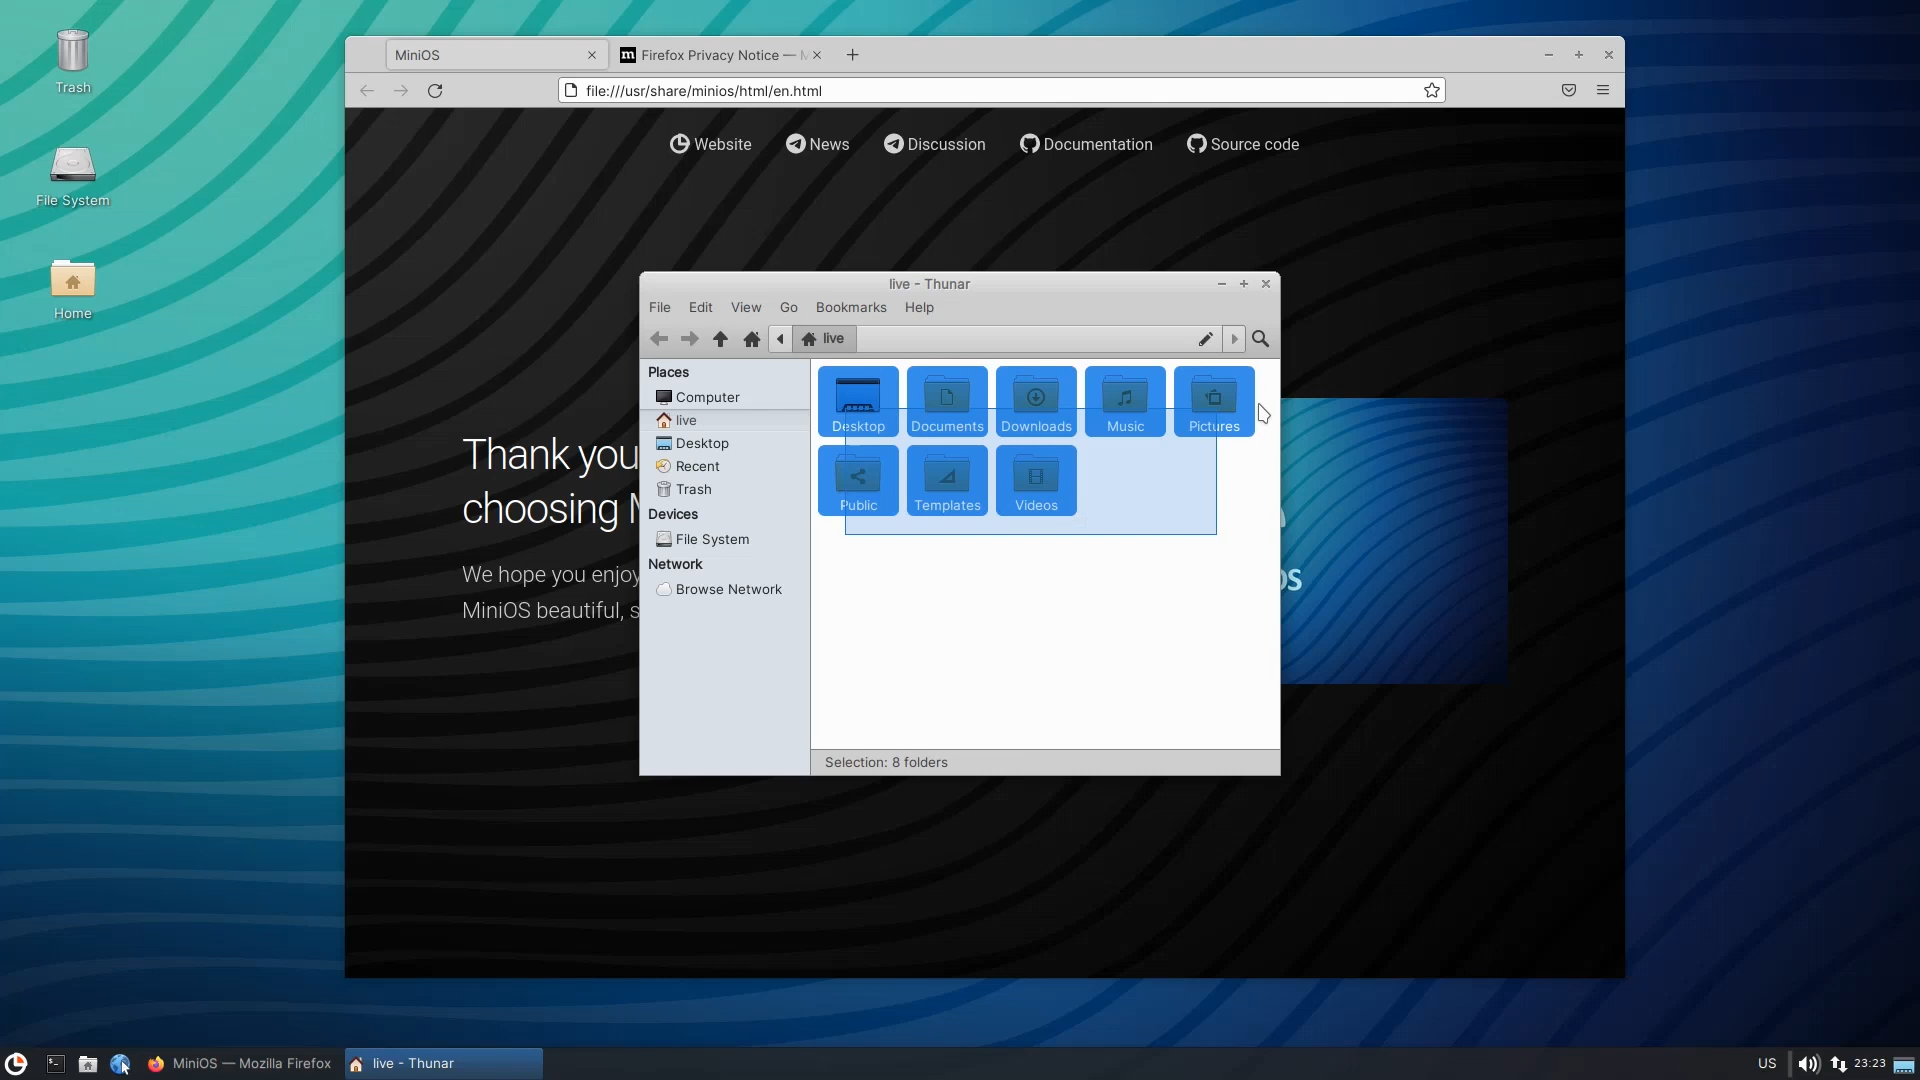 Trash
File System
Home
MiniOS
Firefox Privacy Notice —
file:///usr/share/minios/html/en.html
Website
News
Discussion
Documentation
Source code
Thank you
choosing
We hope you enjoy
MiniOS beautiful,
live - Thunar
File
Edit
View
Go
Bookmarks
Help
live
Places
Computer
live
Desktop
Recent
Trash
Devices
File System
Network
Browse Network
Desktop
Documents
Downloads
Music
Pictures
Public
Templates
Videos
Selection: 8 folders
MiniOS — Mozilla Firefox
live - Thunar
US
23:23